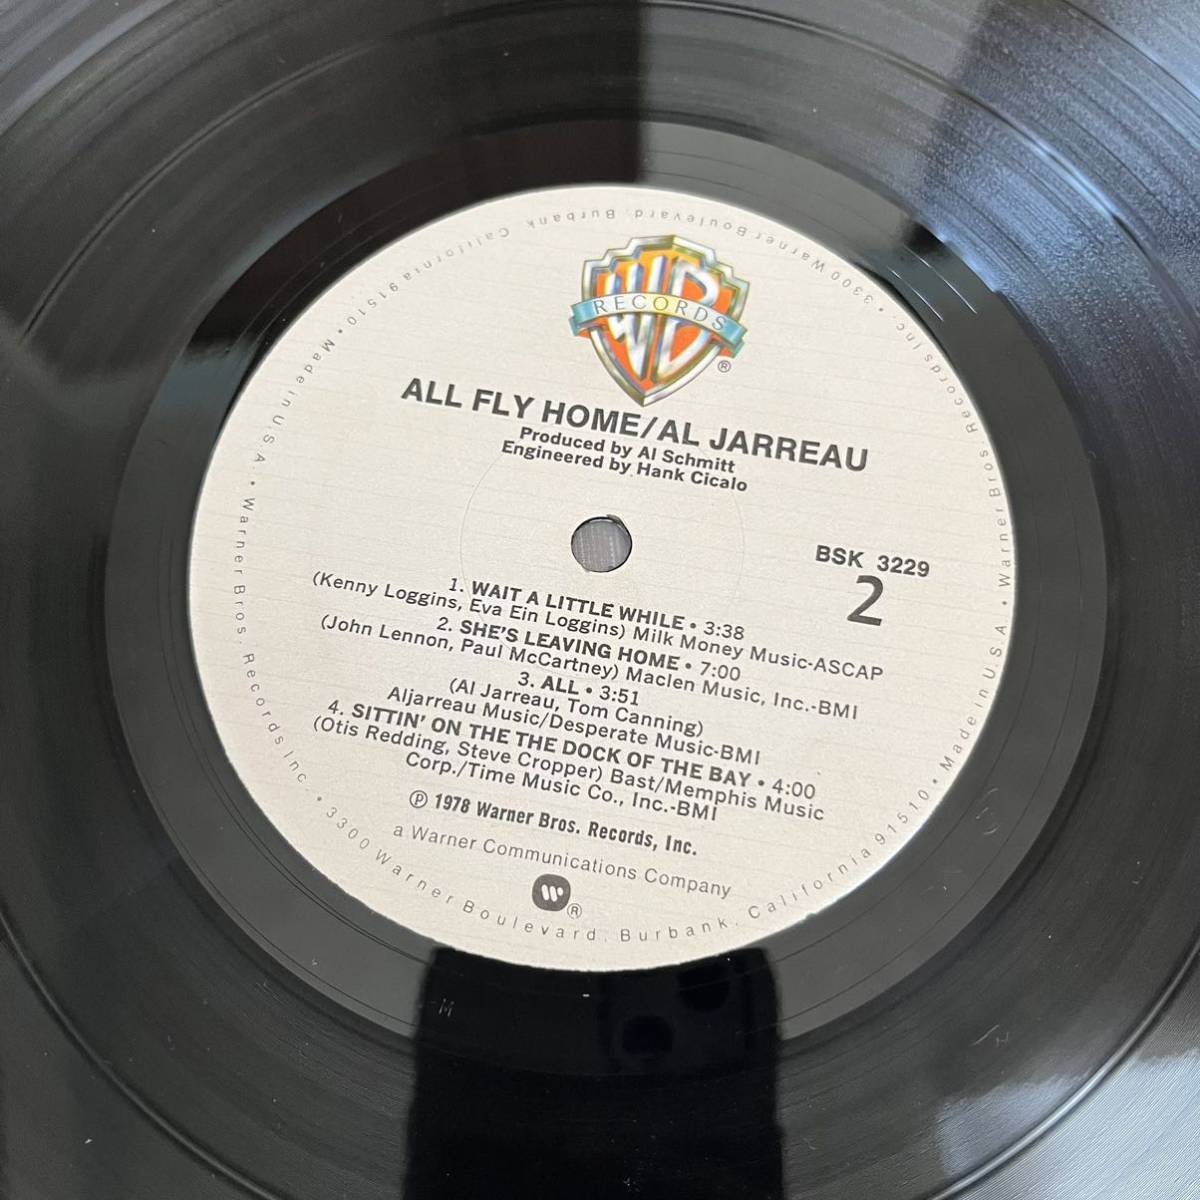 RECORDS
®
ALL FLY HOME/AL JARREAU
Produced by Al Schmitt
Engineered by Hank Cicalo
BSK 3229
2
1. WAIT A LITTLE WHILE • 3:38
(Kenny Loggins, Eva Ein Loggins) Milk Money Music-ASCAP
2. SHE'S LEAVING HOME • 7:00
(John Lennon, Paul McCartney) Maclen Music, Inc.-BMI
3. ALL • 3:51
(Al Jarreau, Tom Canning)
Aljarreau Music/Desperate Music-BMI
4. SITTIN' ON THE THE DOCK OF THE BAY • 4:00
(Otis Redding, Steve Cropper) Bast/Memphis Music
Corp./Time Music Co., Inc.-BMI
℗ 1978 Warner Bros. Records, Inc.
a Warner Communications Company
W ®
Warner Bros. Records Inc. • 3300 Warner Boulevard, Burbank, California 91510 • Made in U.S.A. • Warner Bros. Records Inc. • 3300 Warner Boulevard, Burbank, California 91510 • Made in U.S.A. •
WB
M